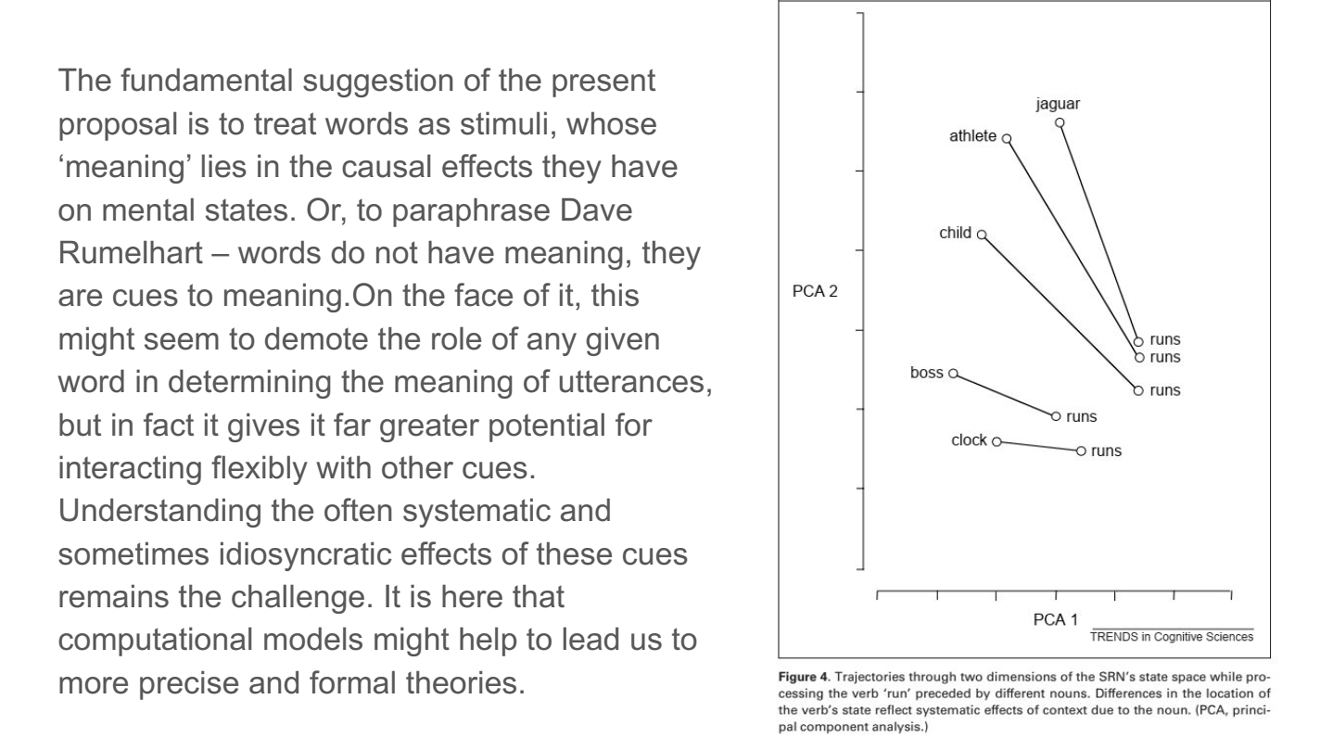 The fundamental suggestion of the present
proposal is to treat words as stimuli, whose
‘meaning’ lies in the causal effects they have
on mental states. Or, to paraphrase Dave
Rumelhart – words do not have meaning, they
are cues to meaning.On the face of it, this
might seem to demote the role of any given
word in determining the meaning of utterances,
but in fact it gives it far greater potential for
interacting flexibly with other cues.
Understanding the often systematic and
sometimes idiosyncratic effects of these cues
remains the challenge. It is here that
computational models might help to lead us to
more precise and formal theories.
jaguar
athlete
child
PCA 2
runs
runs
boss
runs
runs
clock
runs
PCA 1
TRENDS in Cognitive Sciences
Figure 4. Trajectories through two dimensions of the SRN’s state space while pro-
cessing the verb ‘run’ preceded by different nouns. Differences in the location of
the verb’s state reflect systematic effects of context due to the noun. (PCA, princi-
pal component analysis.)